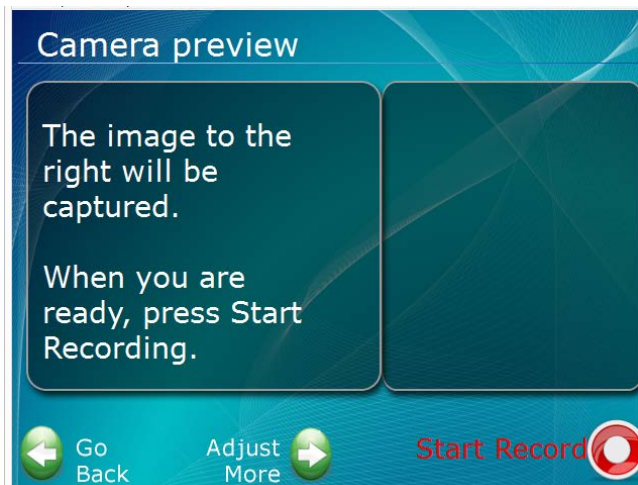 Camera preview
The image to the
right will be
captured.
When you are
ready, press Start
Recording.
Go
Back
Adjust
More
Start Record